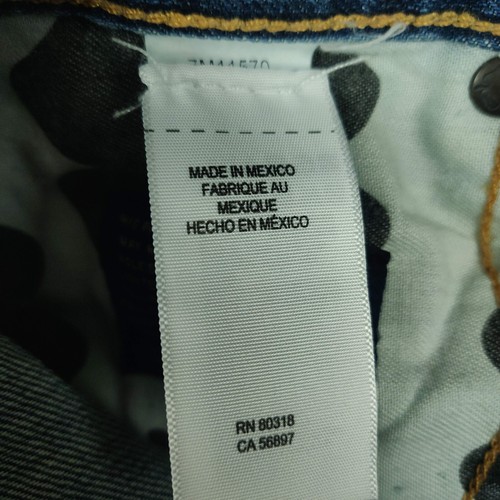 MADE IN MEXICO
FABRIQUE AU
MEXIQUE
HECHO EN MÉXICO
RN 80318
CA 56897